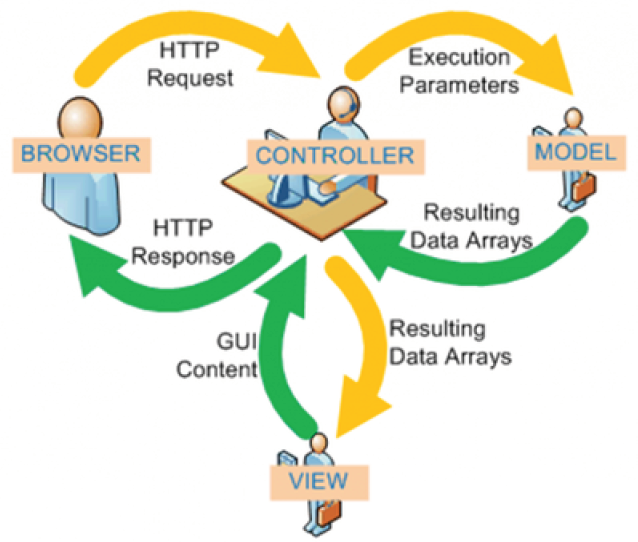 HTTP
Request
Execution
Parameters
BROWSER
CONTROLLER
MODEL
HTTP
Response
Resulting
Data Arrays
GUI
Content
Resulting
Data Arrays
VIEW